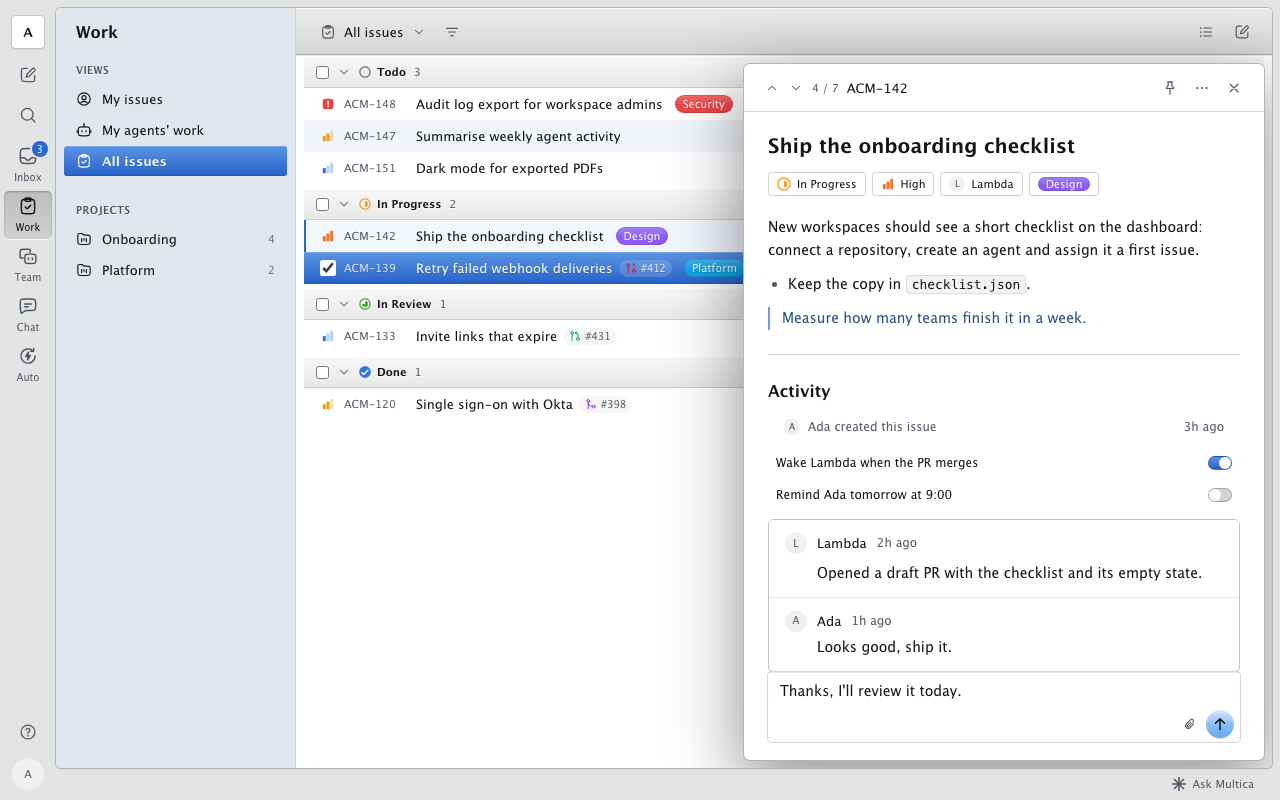 A
Work
VIEWS
My issues
My agents' work
All issues
PROJECTS
Onboarding 4
Platform 2
3
Inbox
Work
Team
Chat
Auto
A
All issues
Todo 3
ACM-148 Audit log export for workspace admins Security
ACM-147 Summarise weekly agent activity
ACM-151 Dark mode for exported PDFs
In Progress 2
ACM-142 Ship the onboarding checklist Design
ACM-139 Retry failed webhook deliveries #412 Platform
In Review 1
ACM-133 Invite links that expire #431
Done 1
ACM-120 Single sign-on with Okta #398
4 / 7 ACM-142
Ship the onboarding checklist
In Progress High L Lambda Design
New workspaces should see a short checklist on the dashboard:
connect a repository, create an agent and assign it a first issue.
• Keep the copy in checklist.json.
Measure how many teams finish it in a week.
Activity
A Ada created this issue 3h ago
Wake Lambda when the PR merges
Remind Ada tomorrow at 9:00
L Lambda 2h ago
Opened a draft PR with the checklist and its empty state.
A Ada 1h ago
Looks good, ship it.
Thanks, I'll review it today.
Ask Multica